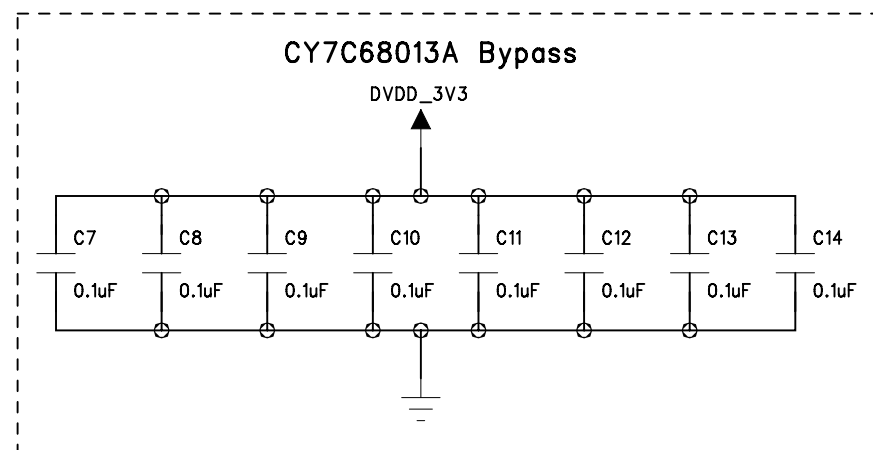 CY7C68013A Bypass
DVDD_3V3
C7 C8 C9 C10 C11 C12 C13 C14
0.1uF 0.1uF 0.1uF 0.1uF 0.1uF 0.1uF 0.1uF 0.1uF